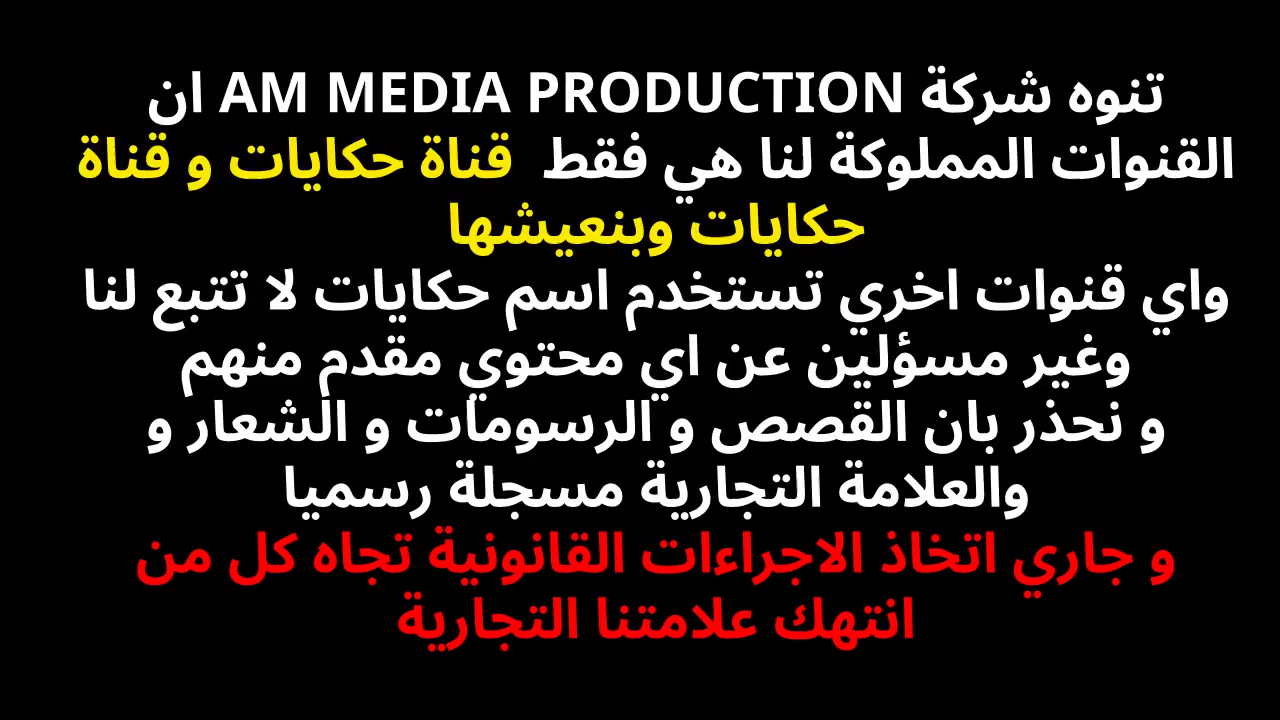 تنوه شركة AM MEDIA PRODUCTION ان
القنوات المملوكة لنا هي فقط قناة حكايات و قناة
حكايات وبنعيشها
واي قنوات اخري تستخدم اسم حكايات لا تتبع لنا
وغير مسؤلين عن اي محتوي مقدم منهم
و نحذر بان القصص و الرسومات و الشعار و
والعلامة التجارية مسجلة رسميا
و جاري اتخاذ الاجراءات القانونية تجاه كل من
انتهك علامتنا التجارية